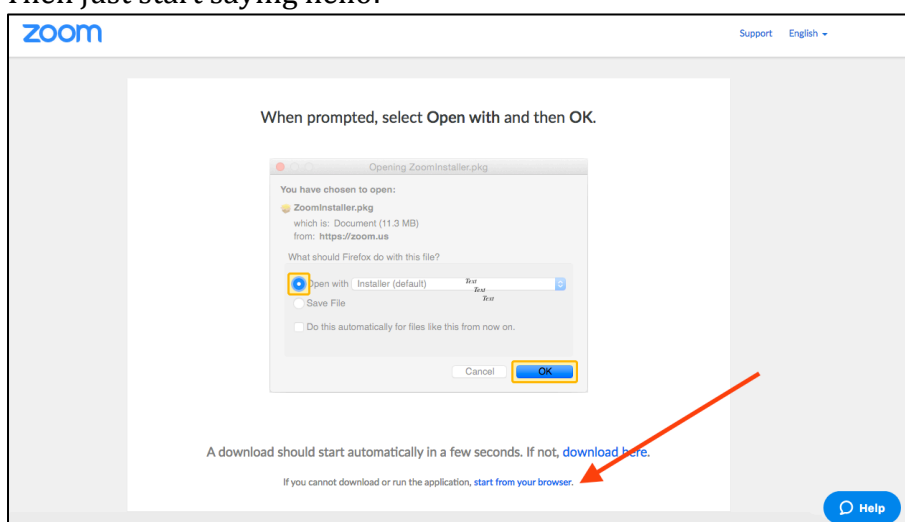 Then just start saying hello!
zoom
Support English
When prompted, select Open with and then OK.
Opening ZoomInstaller.pkg
You have chosen to open:
ZoomInstaller.pkg
which is: Document (11.3 MB)
from: https://zoom.us
What should Firefox do with this file?
Open with Installer (default) Text
Text
Text
Save File
Do this automatically for files like this from now on.
Cancel OK
A download should start automatically in a few seconds. If not, download here.
If you cannot download or run the application, start from your browser.
Help